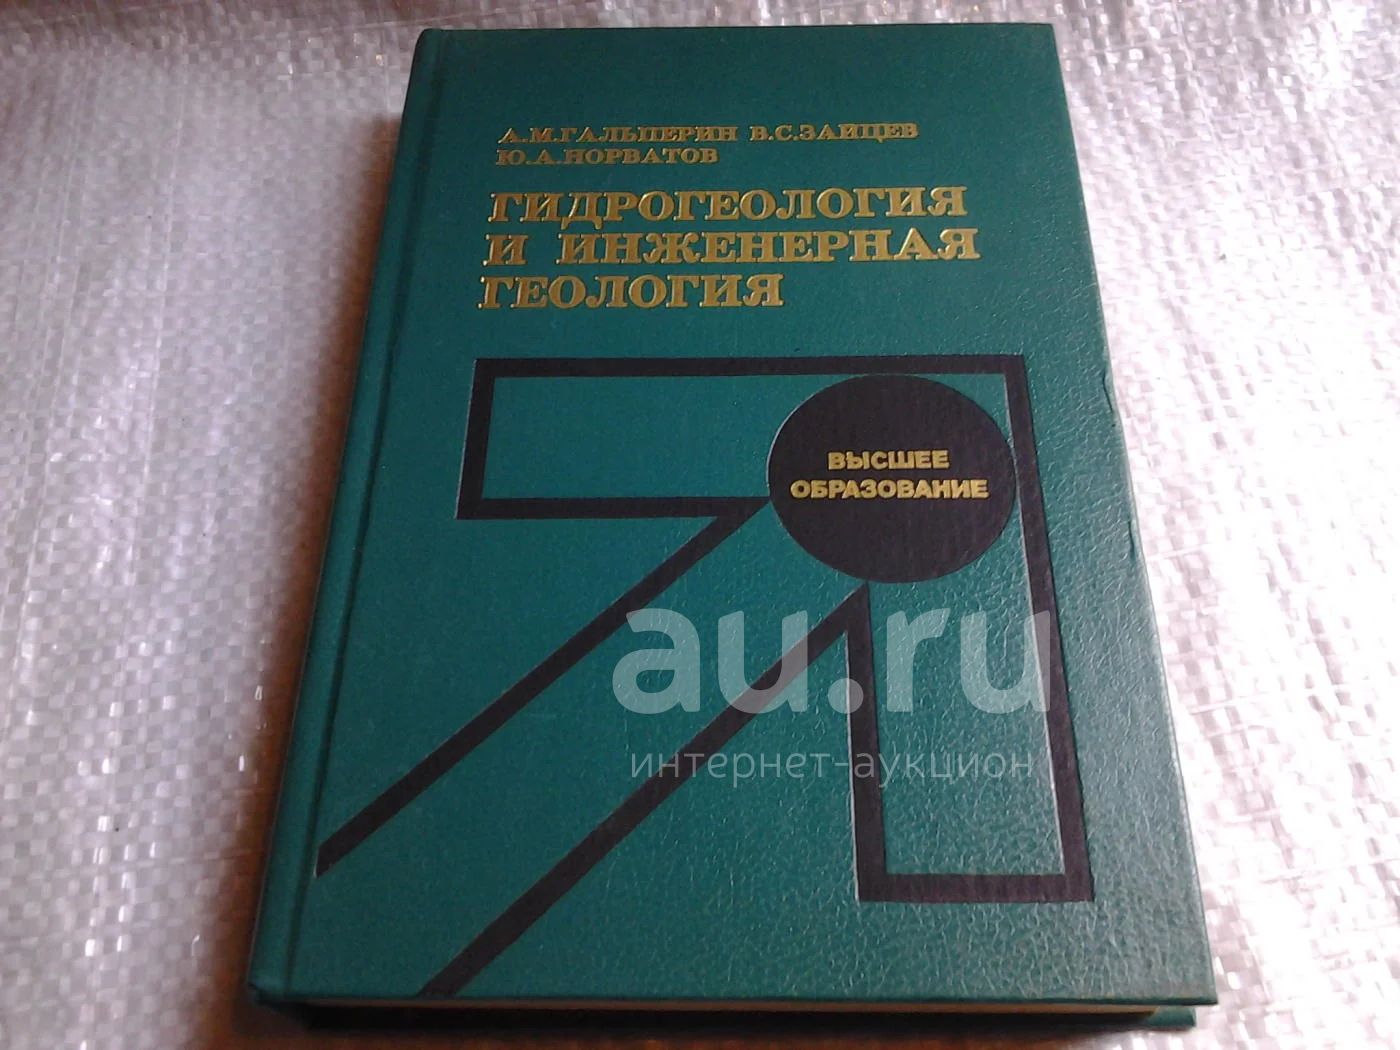 А.М.ГАЛЬПЕРИН В.С.ЗАЙЦЕВ
Ю.А.НОРВАТОВ
ГИДРОГЕОЛОГИЯ
И ИНЖЕНЕРНАЯ
ГЕОЛОГИЯ
ВЫСШЕЕ
ОБРАЗОВАНИЕ
au.ru
интернет-аукцион